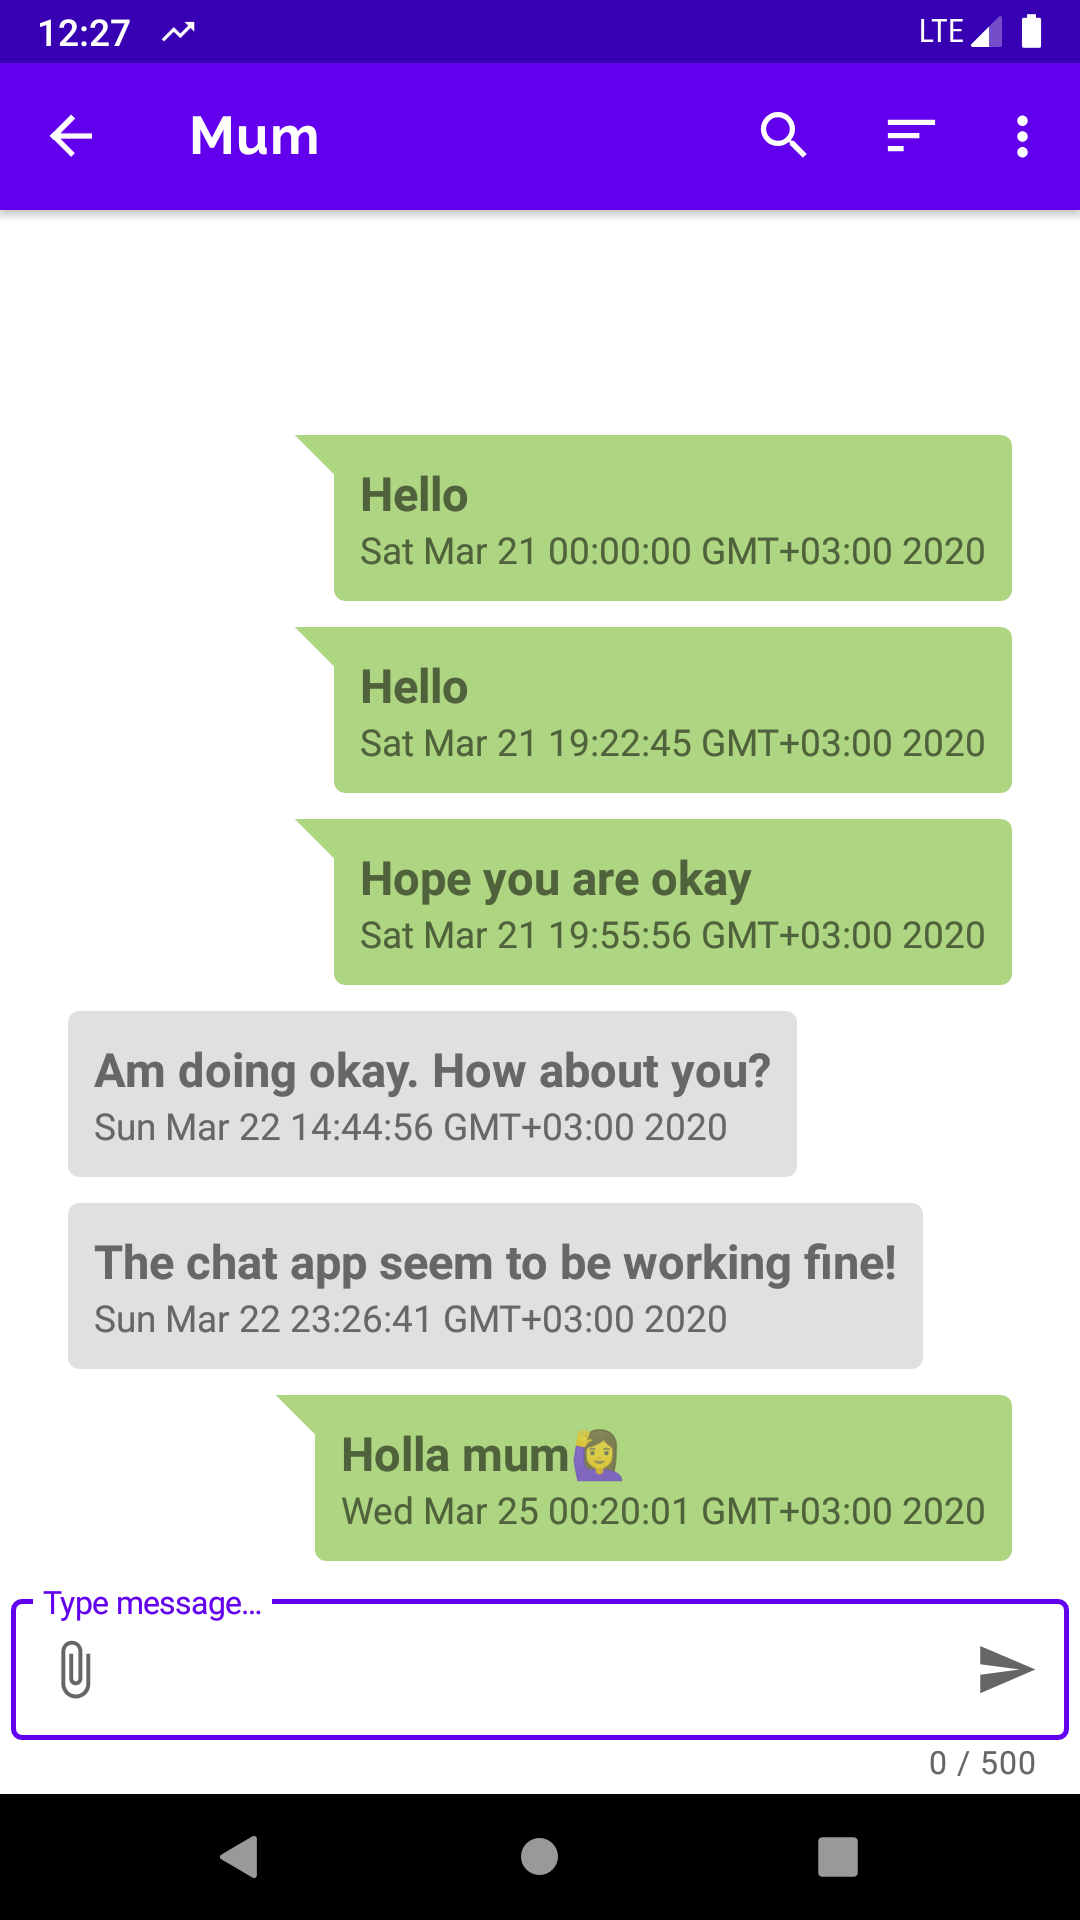 12:27
LTE
Mum
Hello
Sat Mar 21 00:00:00 GMT+03:00 2020
Hello
Sat Mar 21 19:22:45 GMT+03:00 2020
Hope you are okay
Sat Mar 21 19:55:56 GMT+03:00 2020
Am doing okay. How about you?
Sun Mar 22 14:44:56 GMT+03:00 2020
The chat app seem to be working fine!
Sun Mar 22 23:26:41 GMT+03:00 2020
Holla mum🙋‍♀️
Wed Mar 25 00:20:01 GMT+03:00 2020
Type message...
0 / 500